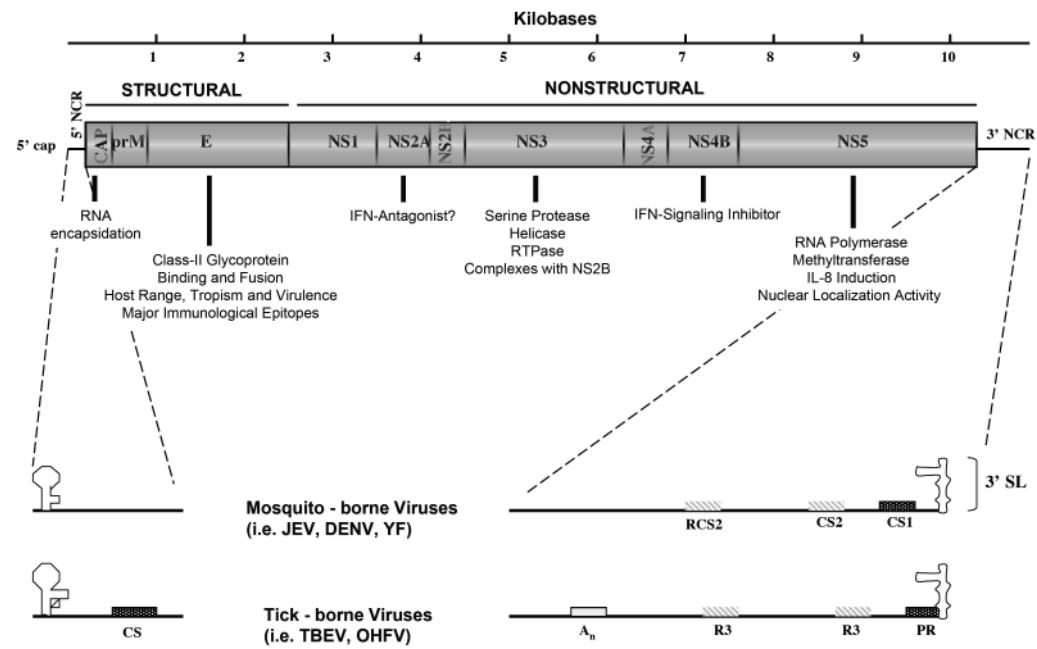 Kilobases
1 2 3 4 5 6 7 8 9 10
STRUCTURAL NONSTRUCTURAL
5' cap 5' NCR CAP prM E NS1 NS2A NS2B NS3 NS4A NS4B NS5 3' NCR
RNA
encapsidation
Class-II Glycoprotein
Binding and Fusion
Host Range, Tropism and Virulence
Major Immunological Epitopes
IFN-Antagonist?
Serine Protease
Helicase
RTPase
Complexes with NS2B
IFN-Signaling Inhibitor
RNA Polymerase
Methyltransferase
IL-8 Induction
Nuclear Localization Activity
3' SL
Mosquito - borne Viruses
(i.e. JEV, DENV, YF)
RCS2 CS2 CS1
Tick - borne Viruses
(i.e. TBEV, OHFV)
CS An R3 R3 PR